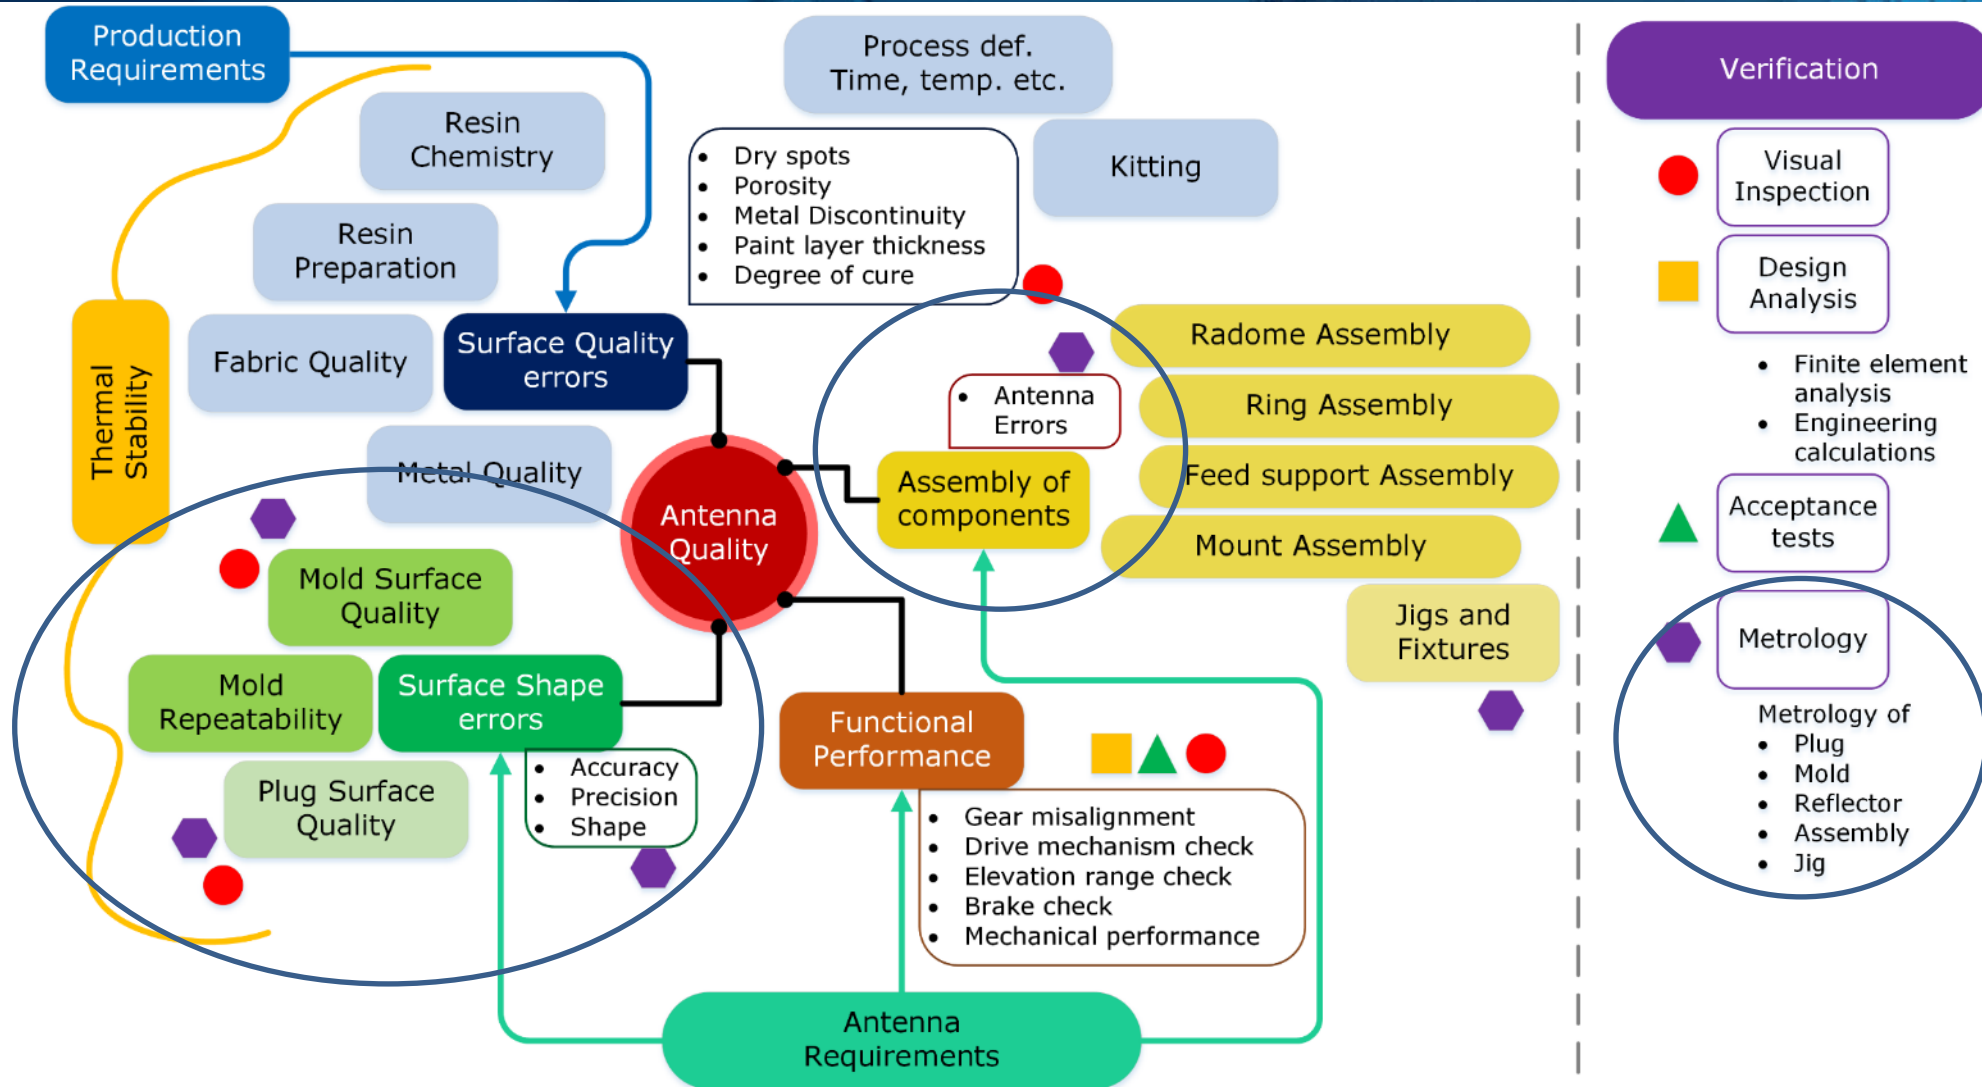 Production
Requirements
Process def.
Time, temp. etc.
Verification
Resin
Chemistry
Kitting
• Dry spots
• Porosity
• Metal Discontinuity
• Paint layer thickness
• Degree of cure
Visual
Inspection
Resin
Preparation
Design
Analysis
• Finite element
analysis
• Engineering
calculations
Thermal
Stability
Fabric Quality
Surface Quality
errors
Radome Assembly
• Antenna
Errors
Ring Assembly
Metal Quality
Antenna
Quality
Assembly of
components
Feed support Assembly
Mount Assembly
Acceptance
tests
Mold Surface
Quality
Jigs and
Fixtures
Metrology
Mold
Repeatability
Surface Shape
errors
Functional
Performance
Metrology of
• Plug
• Mold
• Reflector
• Assembly
• Jig
• Accuracy
• Precision
• Shape
Plug Surface
Quality
• Gear misalignment
• Drive mechanism check
• Elevation range check
• Brake check
• Mechanical performance
Antenna
Requirements